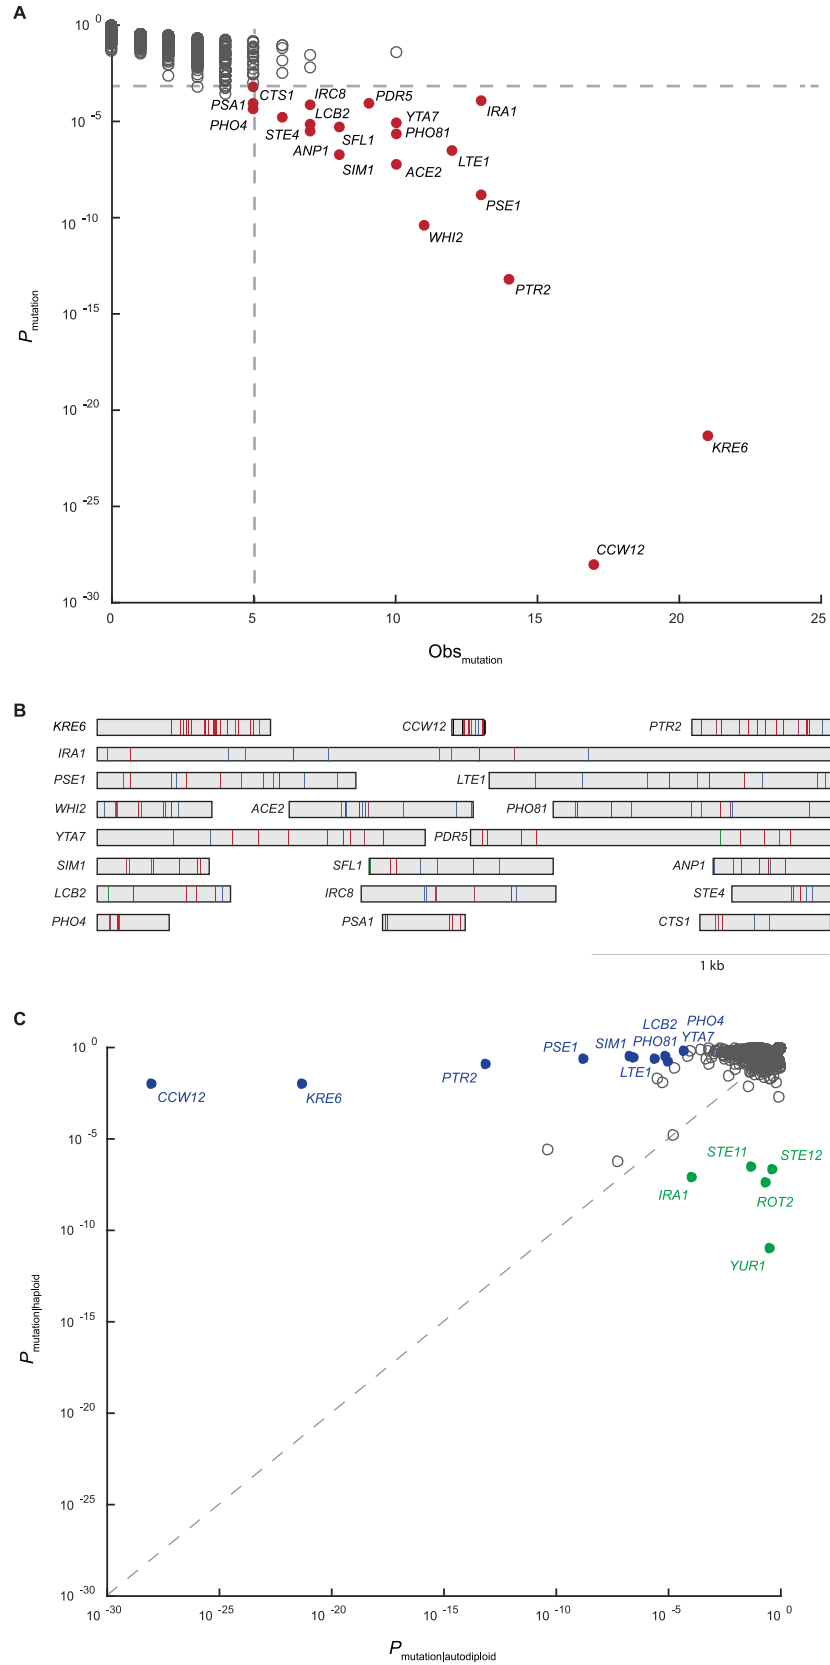 A
10 0
10 -5
10 -10
10 -15
10 -20
10 -25
10 -30
P mutation
0 5 10 15 20 25
Obs mutation
CTS1
IRC8
PDR5
IRA1
PSA1
LCB2
YTA7
PHO4
STE4
SFL1
PHO81
ANP1
SIM1
ACE2
LTE1
PSE1
WHI2
PTR2
KRE6
CCW12
B
KRE6 CCW12 PTR2
IRA1
PSE1 LTE1
WHI2 ACE2 PHO81
YTA7 PDR5
SIM1 SFL1 ANP1
LCB2 IRC8 STE4
PHO4 PSA1 CTS1
1 kb
C
10 0
10 -5
10 -10
10 -15
10 -20
10 -25
10 -30
P mutation|haploid
LCB2 PHO4
PSE1 SIM1 PHO81 YTA7
PTR2 LTE1
CCW12 KRE6
STE11 STE12
IRA1 ROT2
YUR1
10 -30 10 -25 10 -20 10 -15 10 -10 10 -5 10 0
P mutation|autodiploid